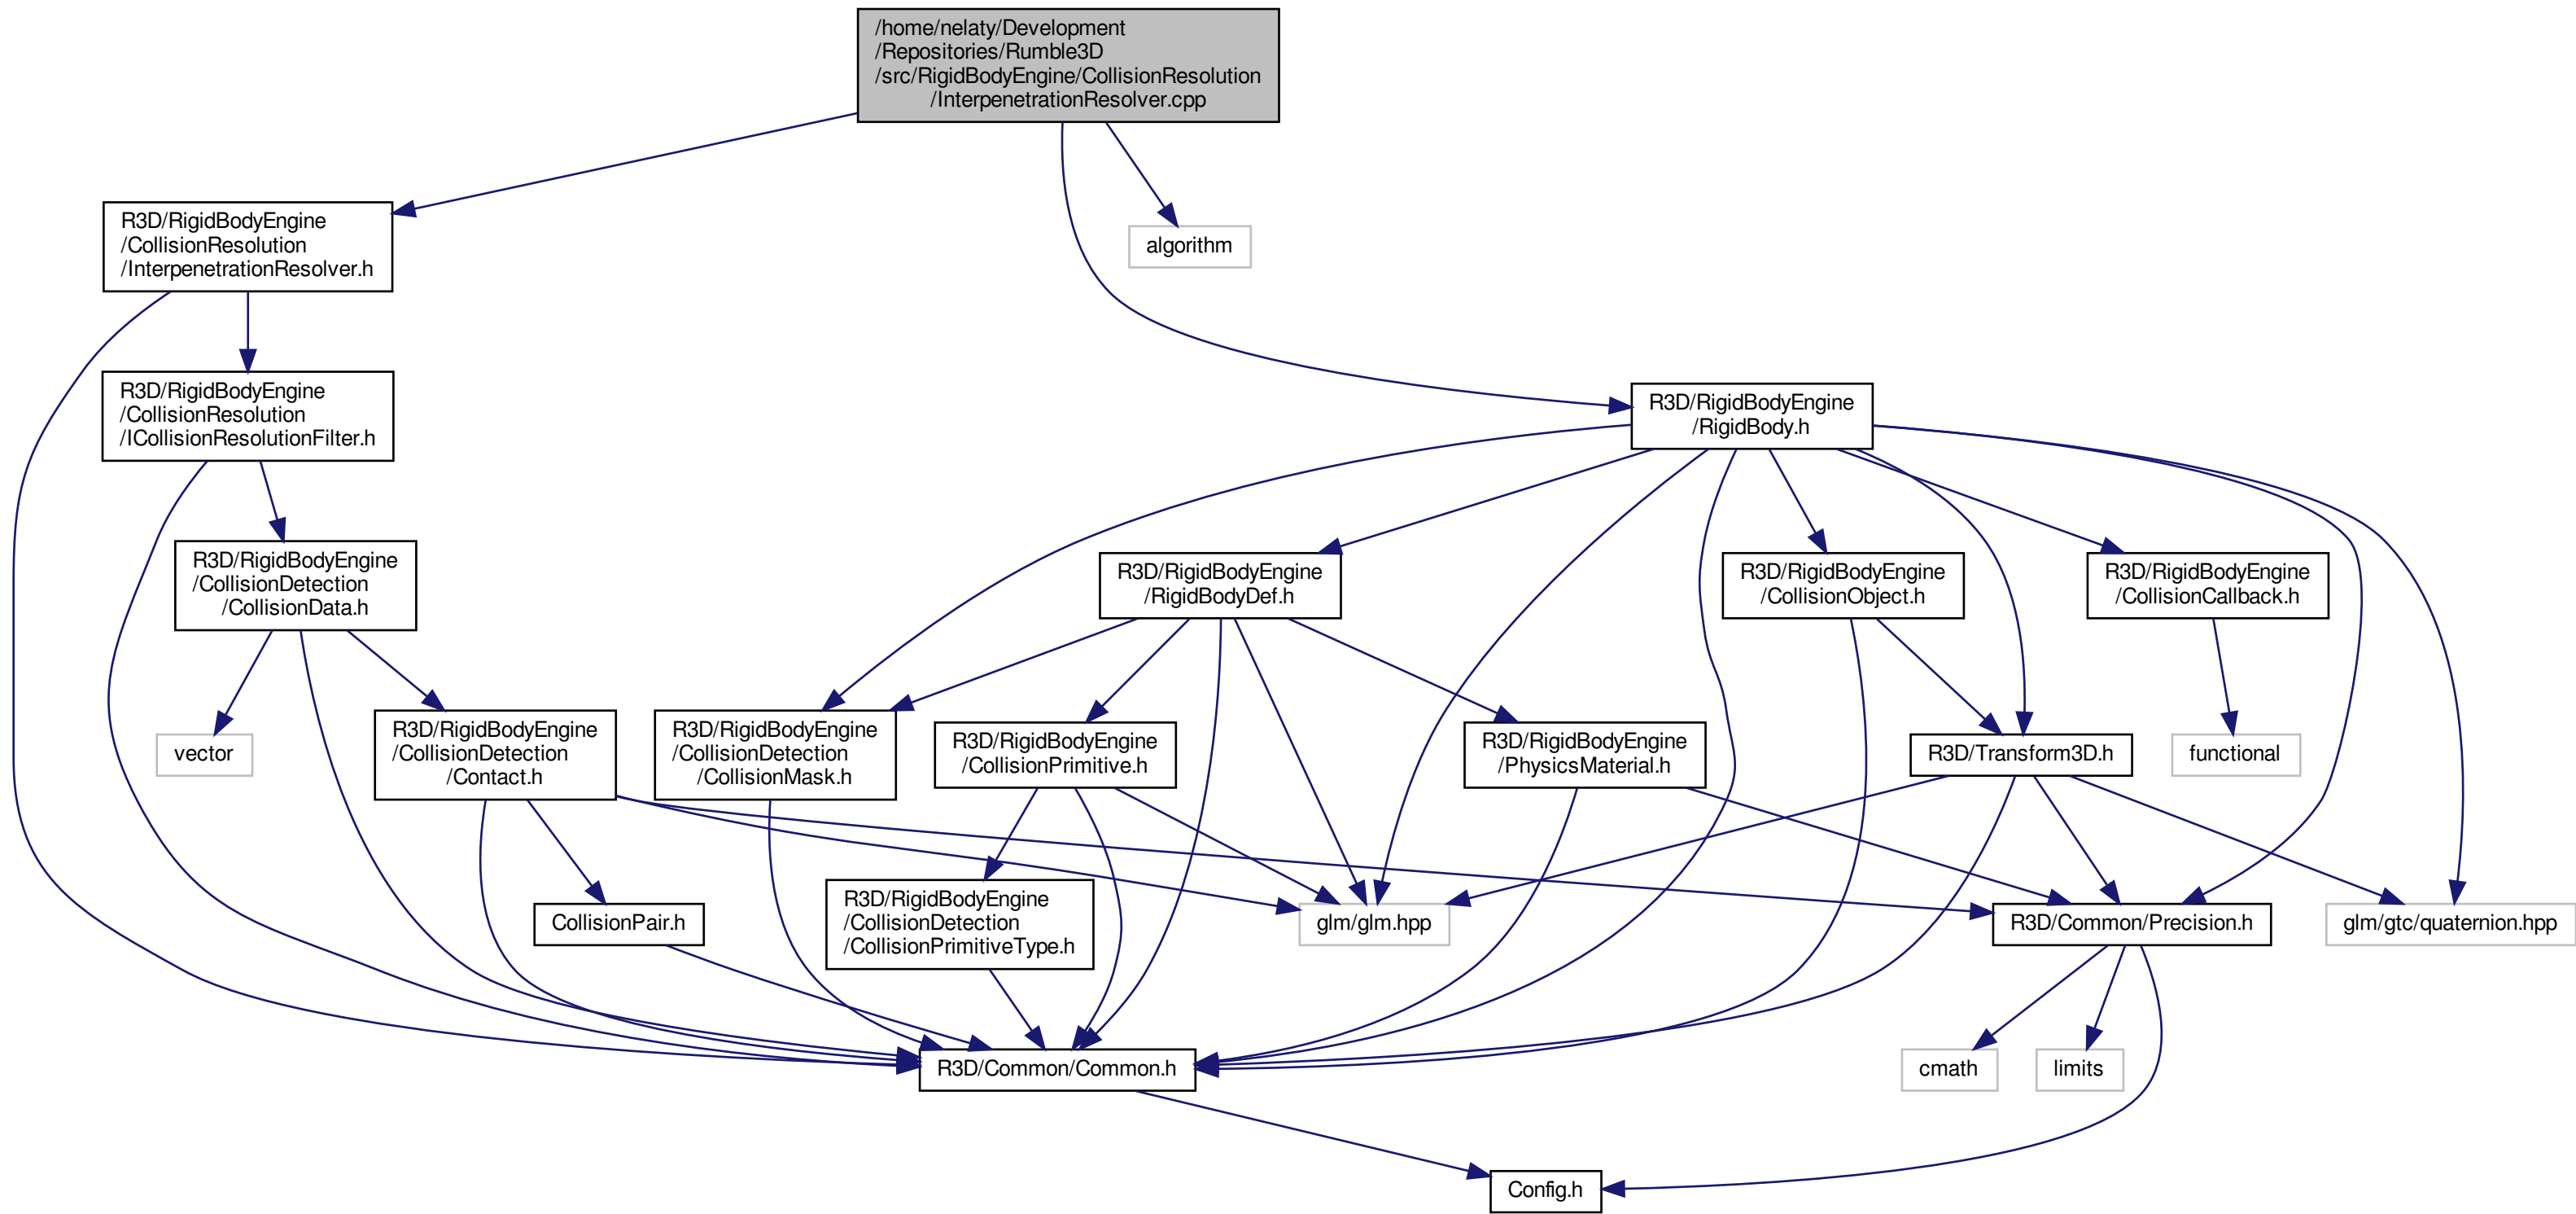 /home/nelaty/Development
/Repositories/Rumble3D
/src/RigidBodyEngine/CollisionResolution
/InterpenetrationResolver.cpp
R3D/RigidBodyEngine
/CollisionResolution
/InterpenetrationResolver.h
algorithm
R3D/RigidBodyEngine
/CollisionResolution
/ICollisionResolutionFilter.h
R3D/RigidBodyEngine
/RigidBody.h
R3D/RigidBodyEngine
/CollisionDetection
/CollisionData.h
R3D/RigidBodyEngine
/RigidBodyDef.h
R3D/RigidBodyEngine
/CollisionObject.h
R3D/RigidBodyEngine
/CollisionCallback.h
vector
R3D/RigidBodyEngine
/CollisionDetection
/Contact.h
R3D/RigidBodyEngine
/CollisionDetection
/CollisionMask.h
R3D/RigidBodyEngine
/CollisionPrimitive.h
R3D/RigidBodyEngine
/PhysicsMaterial.h
R3D/Transform3D.h
functional
CollisionPair.h
R3D/RigidBodyEngine
/CollisionDetection
/CollisionPrimitiveType.h
glm/glm.hpp
R3D/Common/Precision.h
glm/gtc/quaternion.hpp
R3D/Common/Common.h
cmath
limits
Config.h